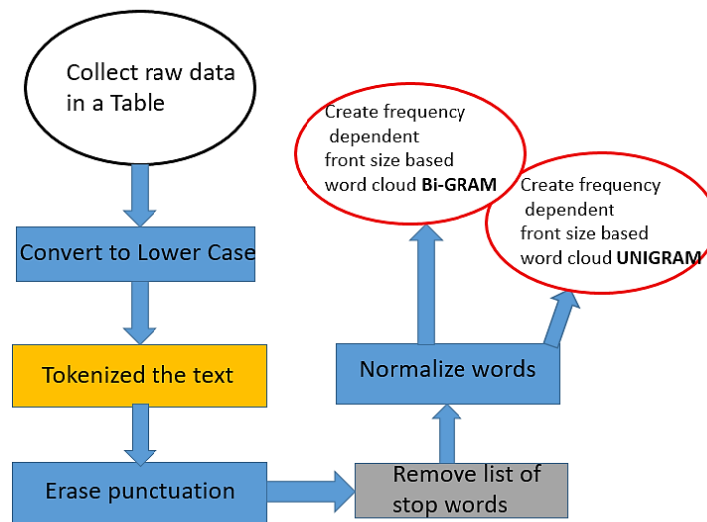 Collect raw data
in a Table
Convert to Lower Case
Tokenized the text
Erase punctuation
Remove list of
stop words
Normalize words
Create frequency
dependent
front size based
word cloud Bi-GRAM
Create frequency
dependent
front size based
word cloud UNIGRAM